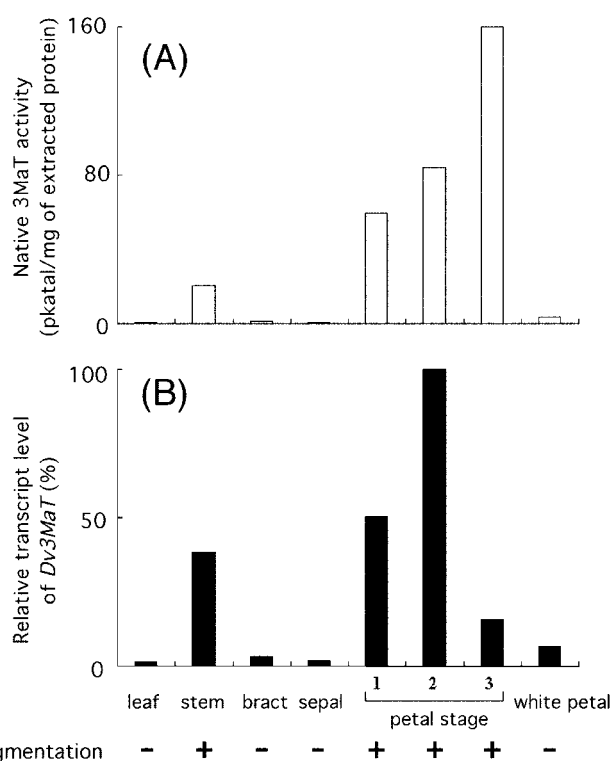 160
(A)
Native 3MaT activity
(pkatal/mg of extracted protein)
80
0
100
(B)
Relative transcript level
of Dv3MaT (%)
50
0
leaf stem bract sepal 1 2 3 white petal
petal stage
gmentation - + - - + + + -